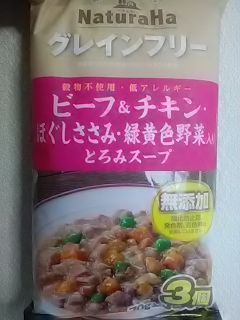 NaturaHa
グレインフリー
穀物不使用・低アレルギー
ビーフ&チキン・
ほぐしささみ・緑黄色野菜入り
とろみスープ
無添加
3個